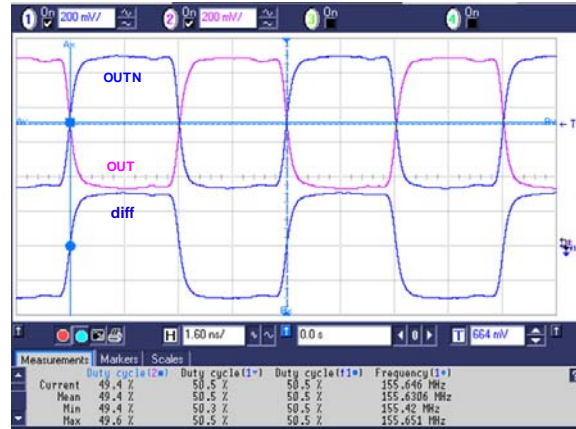 1 On 200 mV/ 2 On 200 mV/ 3 On 4 On
OUTN
OUT
diff
H 1.60 ns/ 0.0 s 0 T 664 mV
Measurements Markers Scales
Duty cycle(2■) Duty cycle(1▾) Duty cycle(f1●) Frequency(1●)
Current 49.4 % 50.5 % 50.5 % 155.646 MHz
Mean 49.4 % 50.5 % 50.5 % 155.6306 MHz
Min 49.4 % 50.3 % 50.5 % 155.42 MHz
Max 49.6 % 50.5 % 50.5 % 155.651 MHz